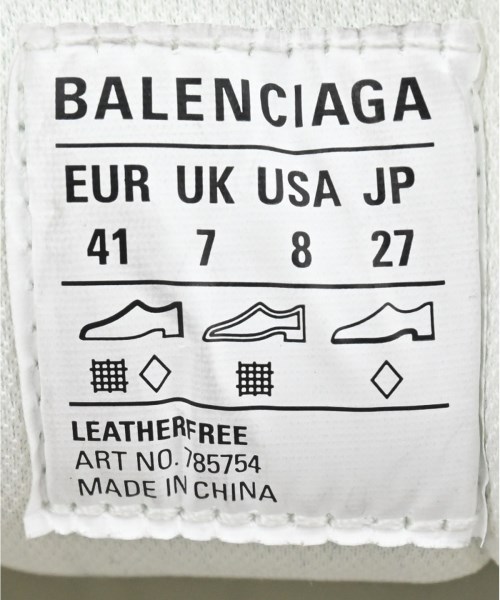 BALENCIAGA
EUR UK USA JP
41 7 8 27
LEATHERFREE
ART NO. 785754
MADE IN CHINA